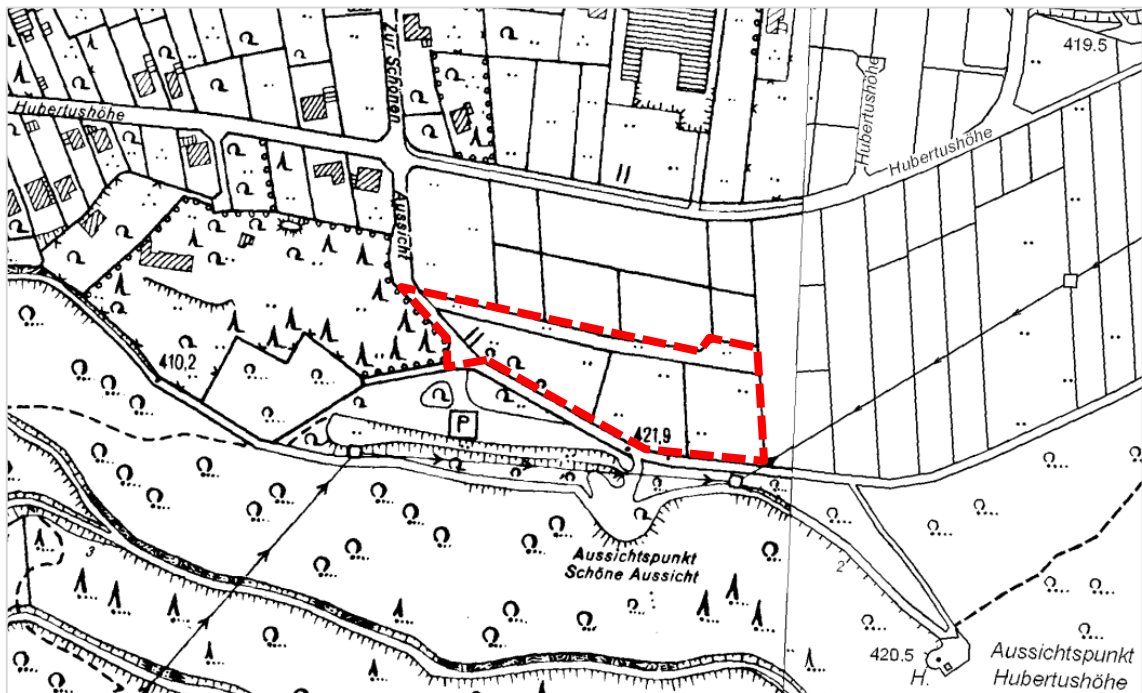 419.5
Zur Schönen
Aussicht
Hubertushöhe
Hubertushöhe
Hubertushöhe
410,2
P
421,9
Aussichtspunkt
Schöne Aussicht
3
2
420.5
H.
Aussichtspunkt
Hubertushöhe